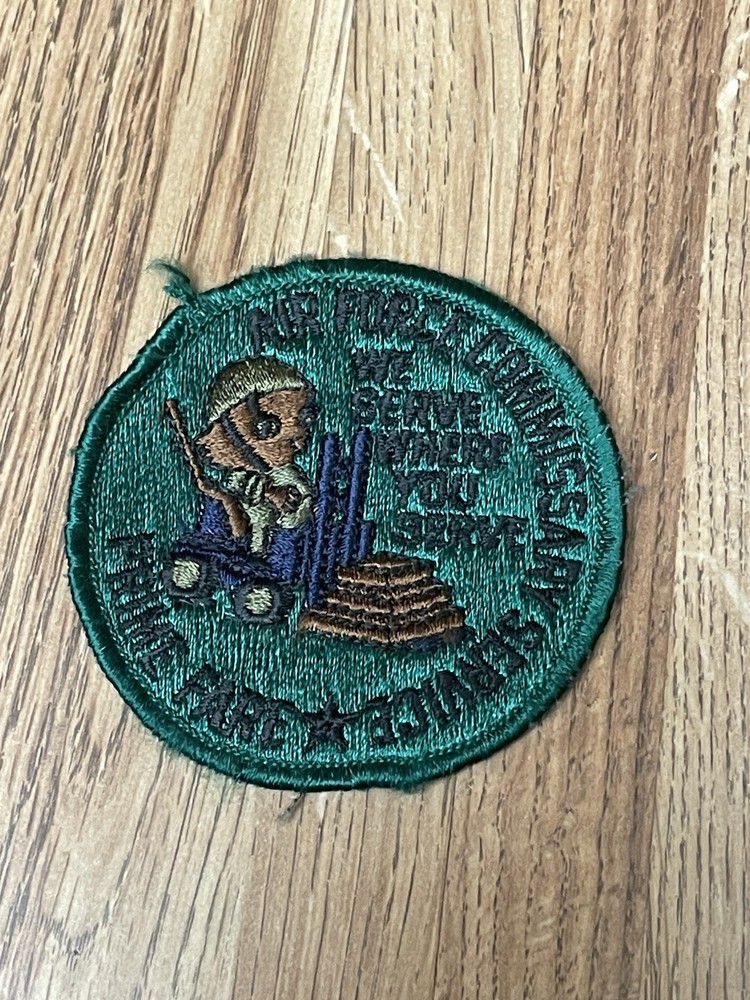 AIR FORCE COMMISSARY SERVICE
WE
SERVE
WHERE
YOU
SERVE
PRIME FARE